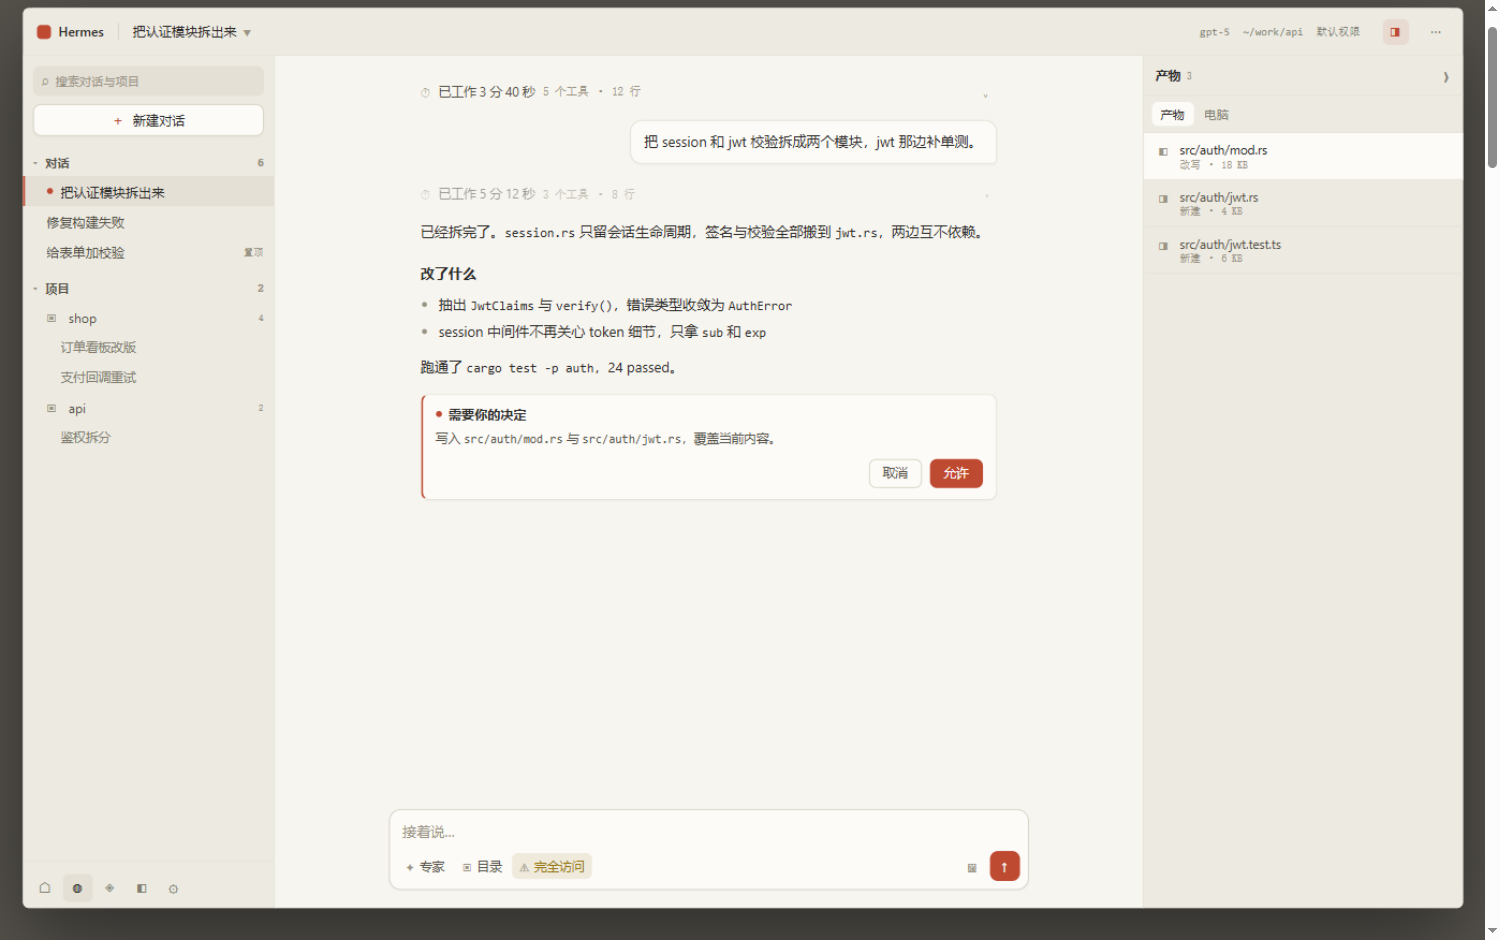 Hermes
把认证模块拆出来
gpt-5 ~/work/api 默认权限
搜索对话与项目
+ 新建对话
对话 6
把认证模块拆出来
修复构建失败
给表单加校验 置顶
项目 2
shop 4
订单看板改版
支付回调重试
api 2
鉴权拆分
已工作 3 分 40 秒 5 个工具 · 12 行
把 session 和 jwt 校验拆成两个模块，jwt 那边补单测。
已工作 5 分 12 秒 3 个工具 · 8 行
已经拆完了。session.rs 只留会话生命周期，签名与校验全部搬到 jwt.rs，两边互不依赖。
改了什么
抽出 JwtClaims 与 verify()，错误类型收敛为 AuthError
session 中间件不再关心 token 细节，只拿 sub 和 exp
跑通了 cargo test -p auth，24 passed。
需要你的决定
写入 src/auth/mod.rs 与 src/auth/jwt.rs，覆盖当前内容。
取消 允许
接着说...
专家 目录 完全访问
产物 3
产物 电脑
src/auth/mod.rs
改写 · 18 KB
src/auth/jwt.rs
新建 · 4 KB
src/auth/jwt.test.ts
新建 · 6 KB